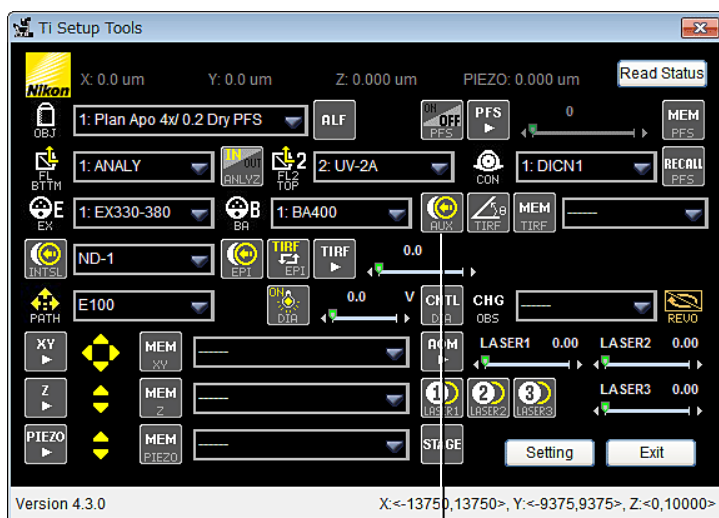 Ti Setup Tools
Nikon X: 0.0 um Y: 0.0 um Z: 0.000 um PIEZO: 0.000 um Read Status
OBJ 1: Plan Apo 4x/ 0.2 Dry PFS ALF ON OFF PFS PFS 0 MEM PFS
FL BTTM 1: ANALY IN OUT ANLYZ 2 FL2 TOP 2: UV-2A CON 1: DICN1 RECALL PFS
E EX 1: EX330-380 B BA 1: BA400 AUX θ TIRF MEM TIRF -----
INTSL ND-1 EPI TIRF EPI TIRF 0.0
PATH E100 ON DIA 0.0 V CNTL DIA CHG OBS ----- REVO
XY MEM XY ----- AOM LASER1 0.00 LASER2 0.00
Z MEM Z ----- 1 LASER1 2 LASER2 3 LASER3 LASER3 0.00
PIEZO MEM PIEZO ----- STAGE Setting Exit
Version 4.3.0 X:<-13750,13750>, Y:<-9375,9375>, Z:<0,10000>